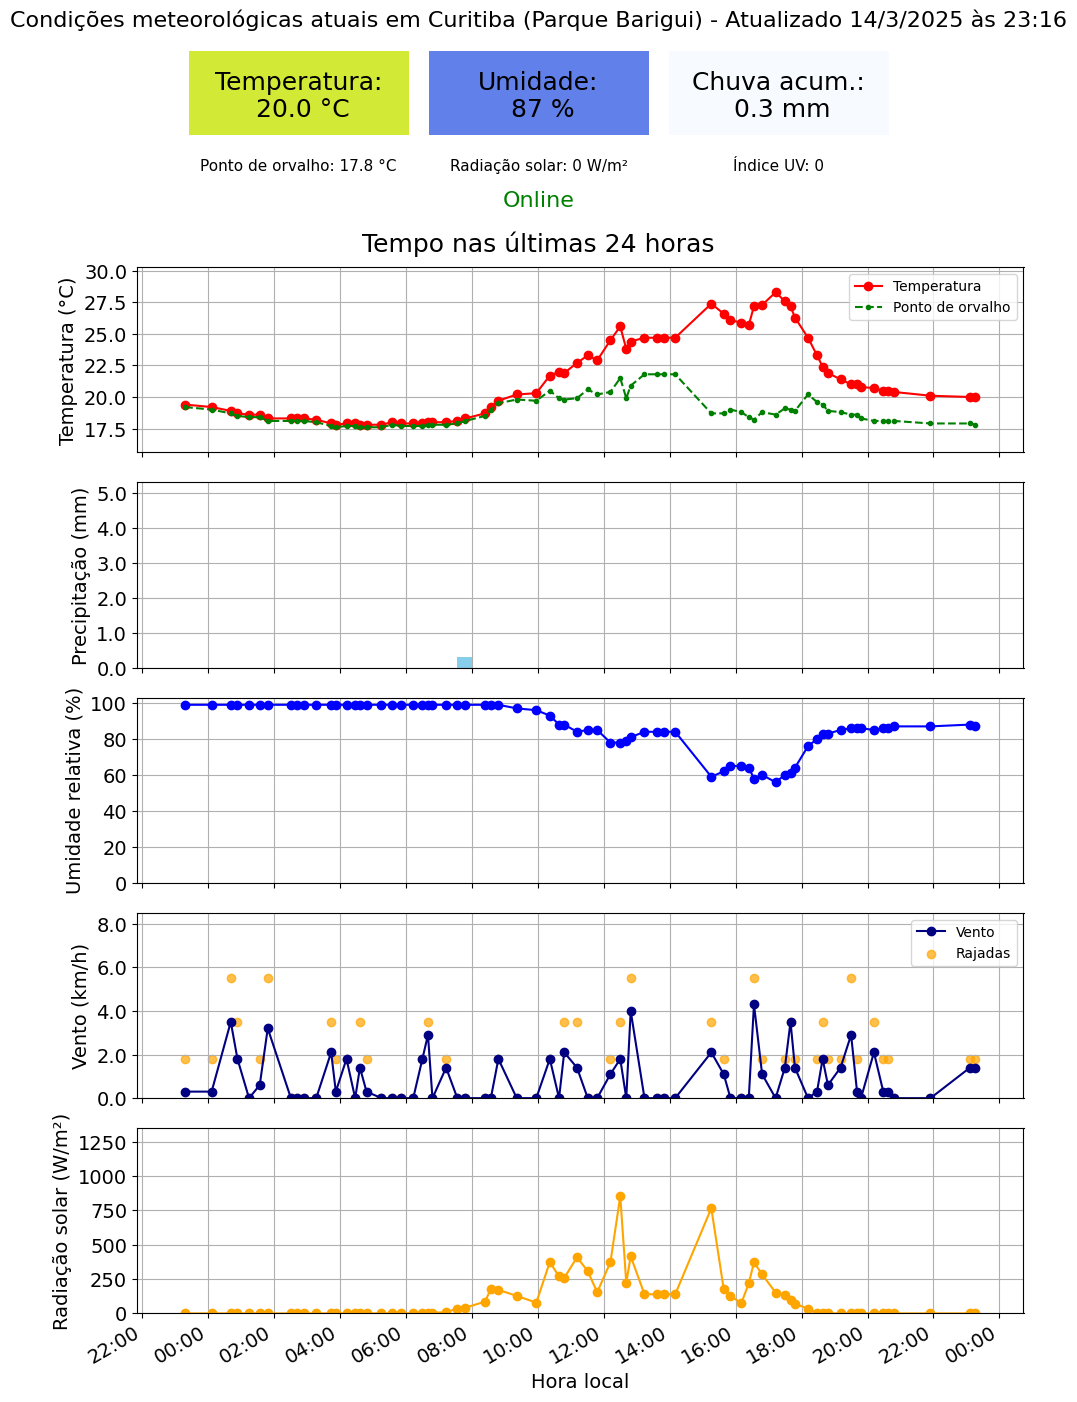 Condições meteorológicas atuais em Curitiba (Parque Barigui) - Atualizado 14/3/2025 às 23:16
Temperatura:
20.0 °C
Umidade:
87 %
Chuva acum.:
0.3 mm
Ponto de orvalho: 17.8 °C
Radiação solar: 0 W/m²
Índice UV: 0
Online
Tempo nas últimas 24 horas
Temperatura (°C)
30.0
27.5
25.0
22.5
20.0
17.5
Temperatura
Ponto de orvalho
Precipitação (mm)
5.0
4.0
3.0
2.0
1.0
0.0
Umidade relativa (%)
100
80
60
40
20
0
Vento (km/h)
8.0
6.0
4.0
2.0
0.0
Vento
Rajadas
Radiação solar (W/m²)
1250
1000
750
500
250
0
22:00
00:00
02:00
04:00
06:00
08:00
10:00
12:00
14:00
16:00
18:00
20:00
22:00
00:00
Hora local